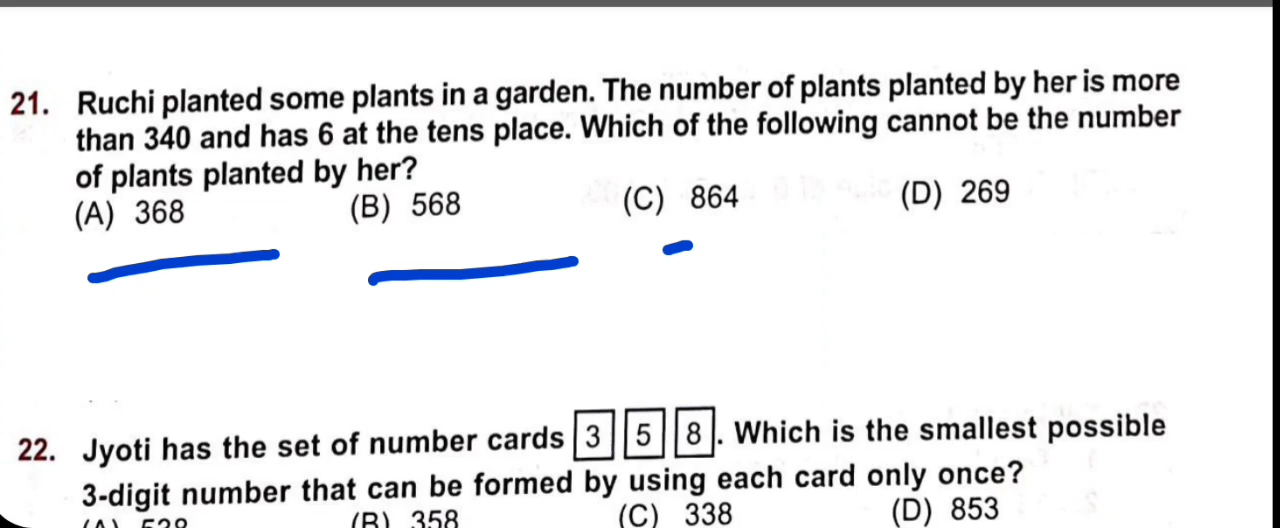 21. Ruchi planted some plants in a garden. The number of plants planted by her is more
than 340 and has 6 at the tens place. Which of the following cannot be the number
of plants planted by her?
(A) 368 (B) 568 (C) 864 (D) 269
22. Jyoti has the set of number cards 3 5 8. Which is the smallest possible
3-digit number that can be formed by using each card only once?
(B) 358 (C) 338 (D) 853